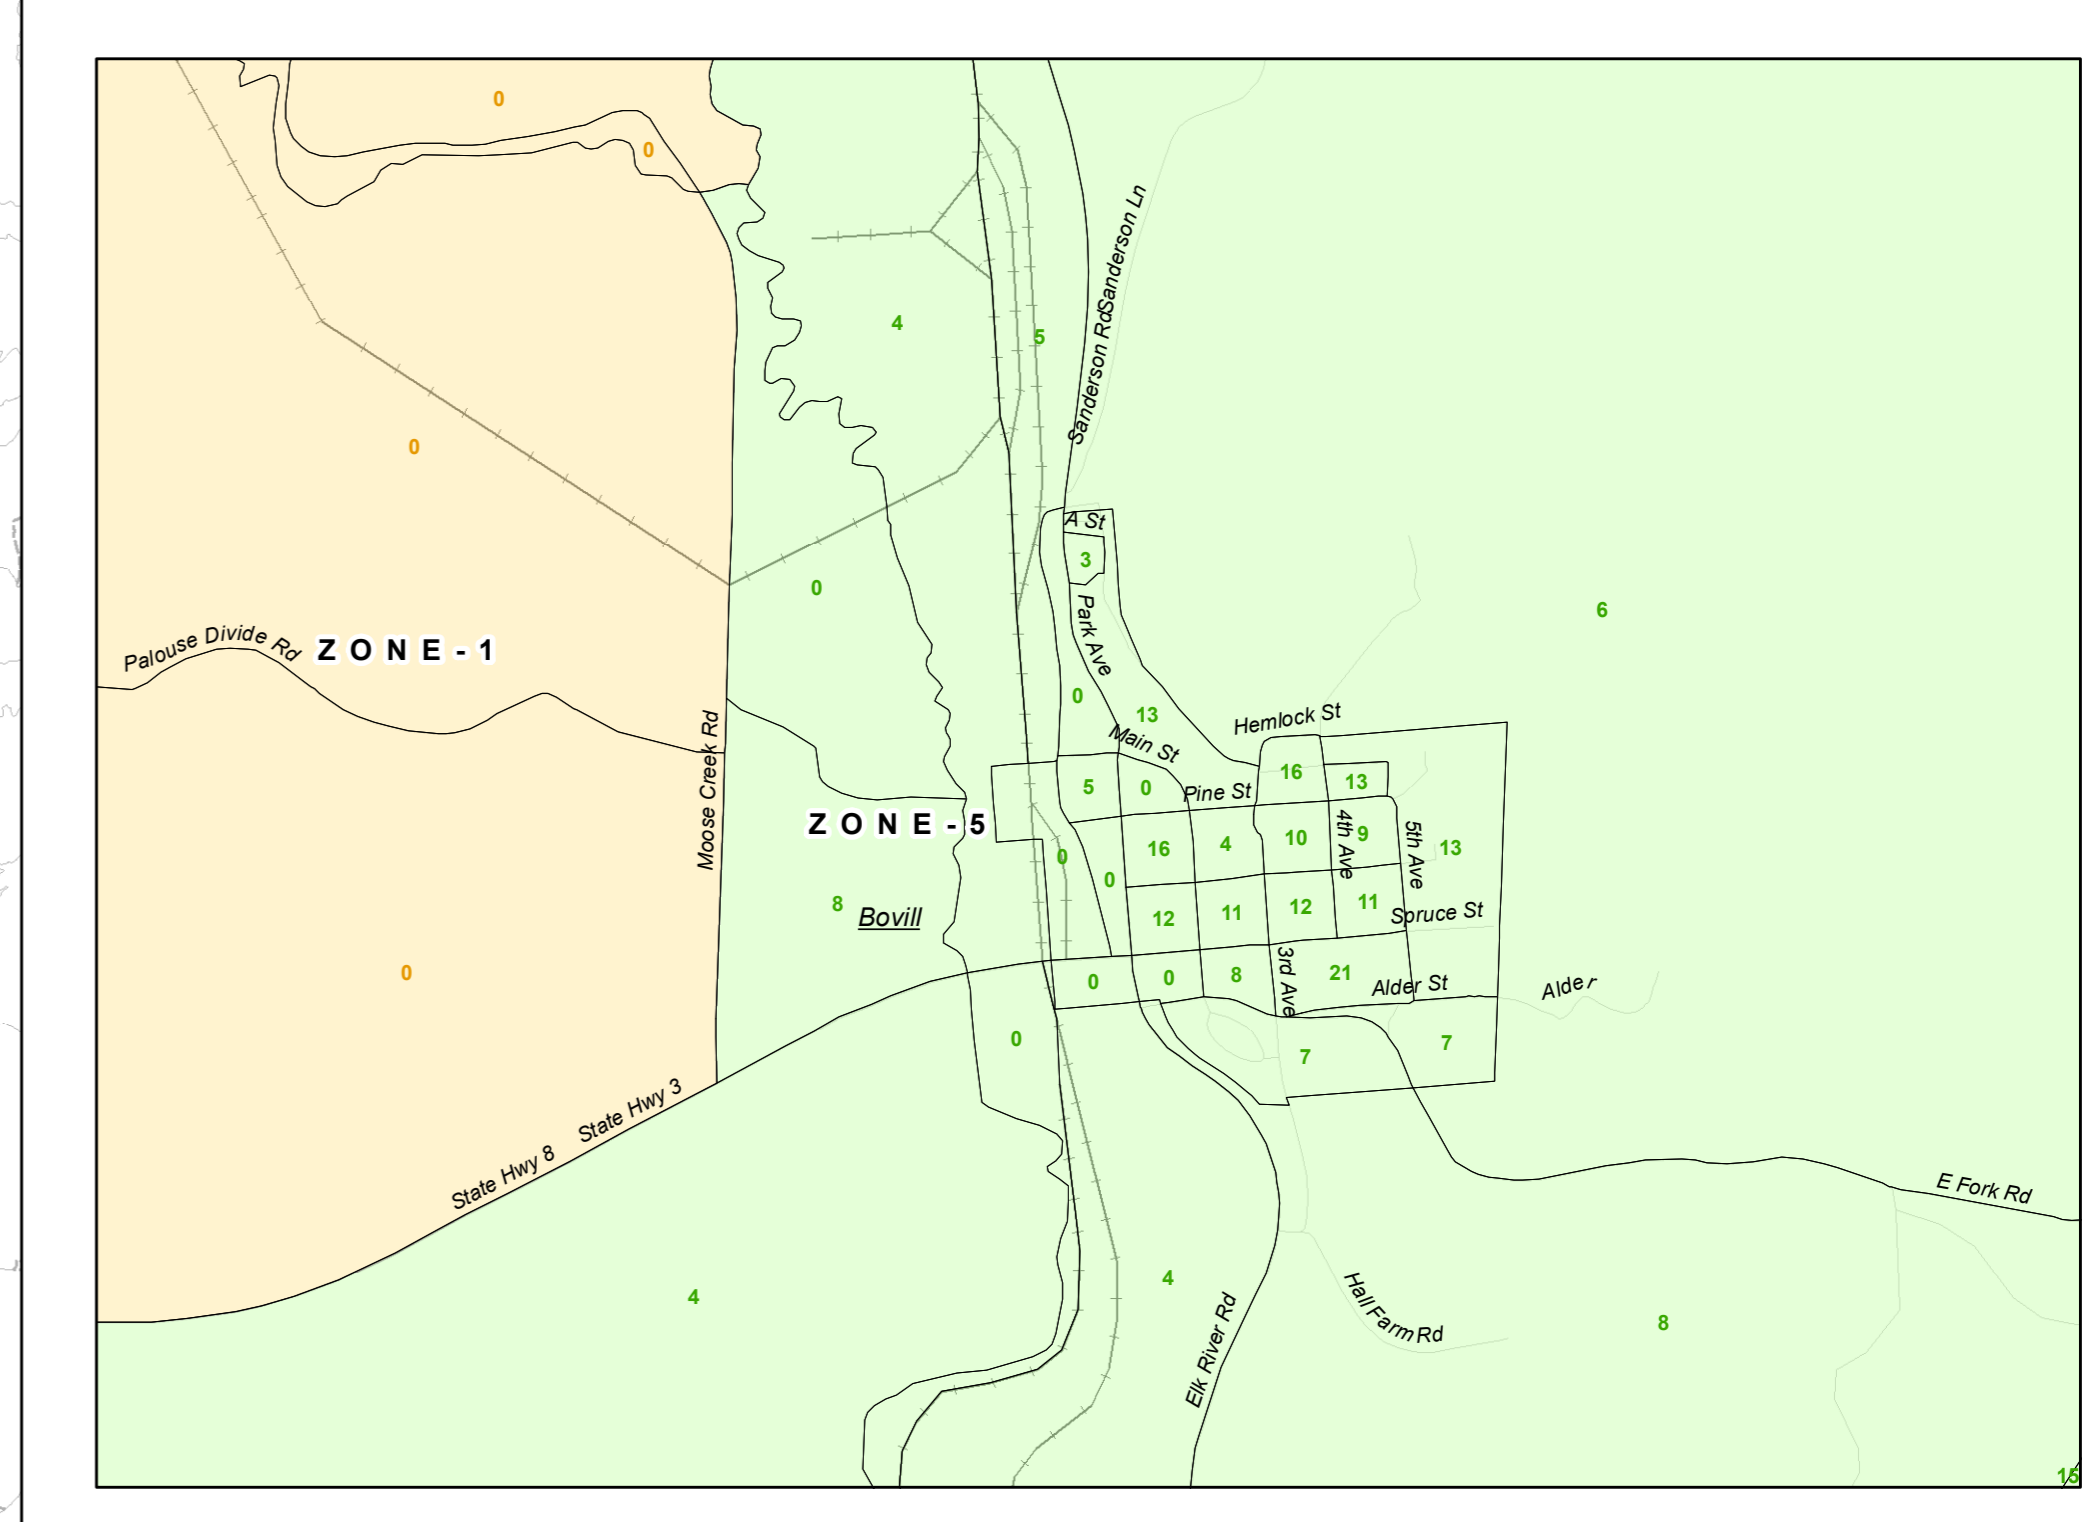 0
0
Sanderson Ln
4
5
Sanderson Rd
0
A St
3
0
6
Park Ave
Palouse Divide Rd
ZONE-1
0
13
Hemlock St
Main St
Moose Creek Rd
16
13
5
0
Pine St
ZONE-5
4th Ave
9
5th Ave
10
4
16
13
0
0
8
Bovill
12
11
12
11
Spruce St
3rd Ave
0
0
0
8
21
Alder St
Alder
0
7
7
State Hwy 3
State Hwy 8
E Fork Rd
4
4
Hall Farm Rd
8
Elk River Rd
15